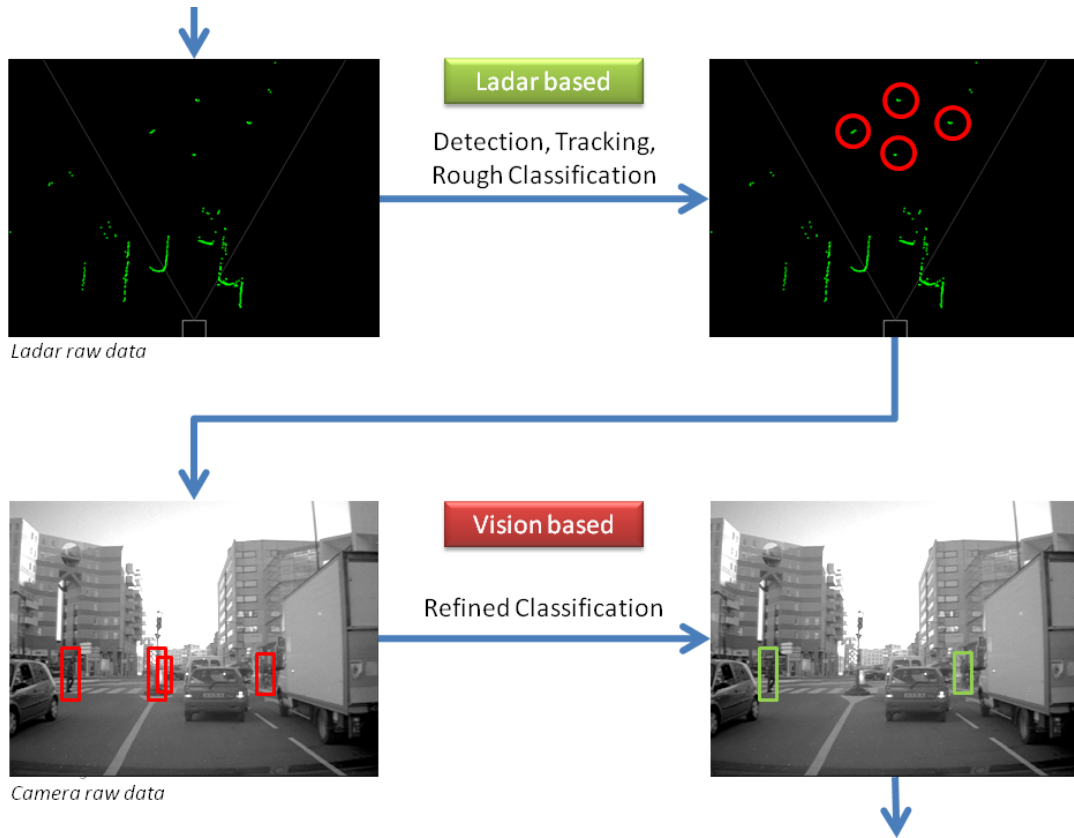 Ladar based
Detection, Tracking,
Rough Classification
Ladar raw data
Vision based
Refined Classification
Camera raw data